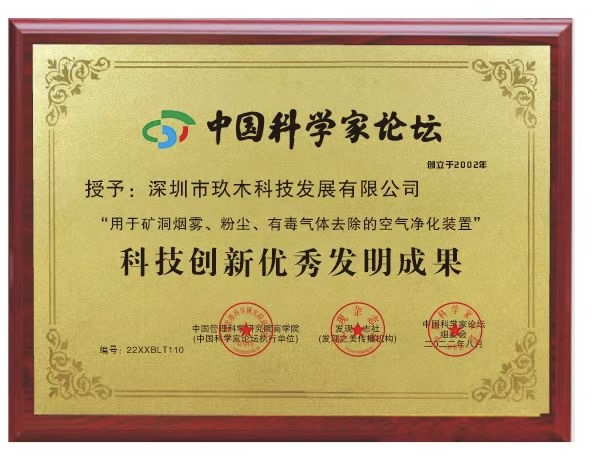 中国科学家论坛
创立于2002年
授予：深圳市玖木科技发展有限公司
“用于矿洞烟雾、粉尘、有毒气体去除的空气净化装置”
科技创新优秀发明成果
中国管理科学研究院商学院
(中国科学家论坛执行单位)
发现杂志社
(发现之美传播机构)
中国科学家论坛
组委会
二〇二二年八月
编号：22XXBLT110